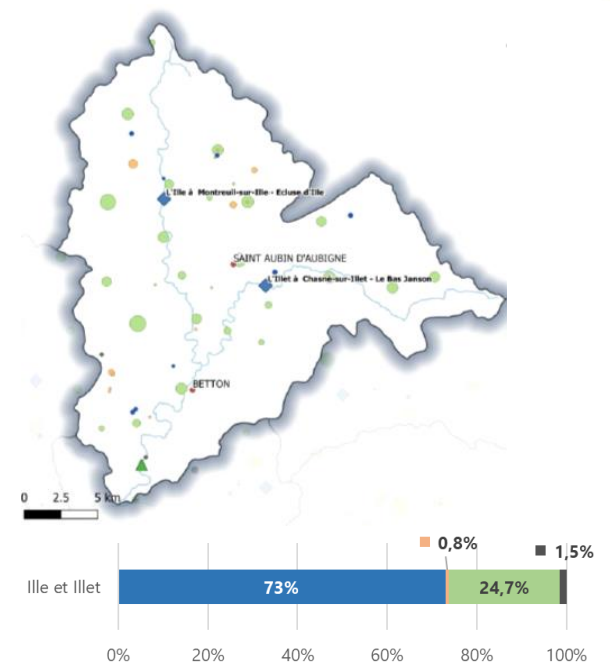 L'Ille à Montreuil-sur-Ille - Ecluse d'Ille
SAINT AUBIN D'AUBIGNE
L'Illet à Chasné-sur-Illet - Le Bas Janson
BETTON
0 2.5 5 km
0,8%
1,5%
Ille et Illet 73% 24,7%
0% 20% 40% 60% 80% 100%